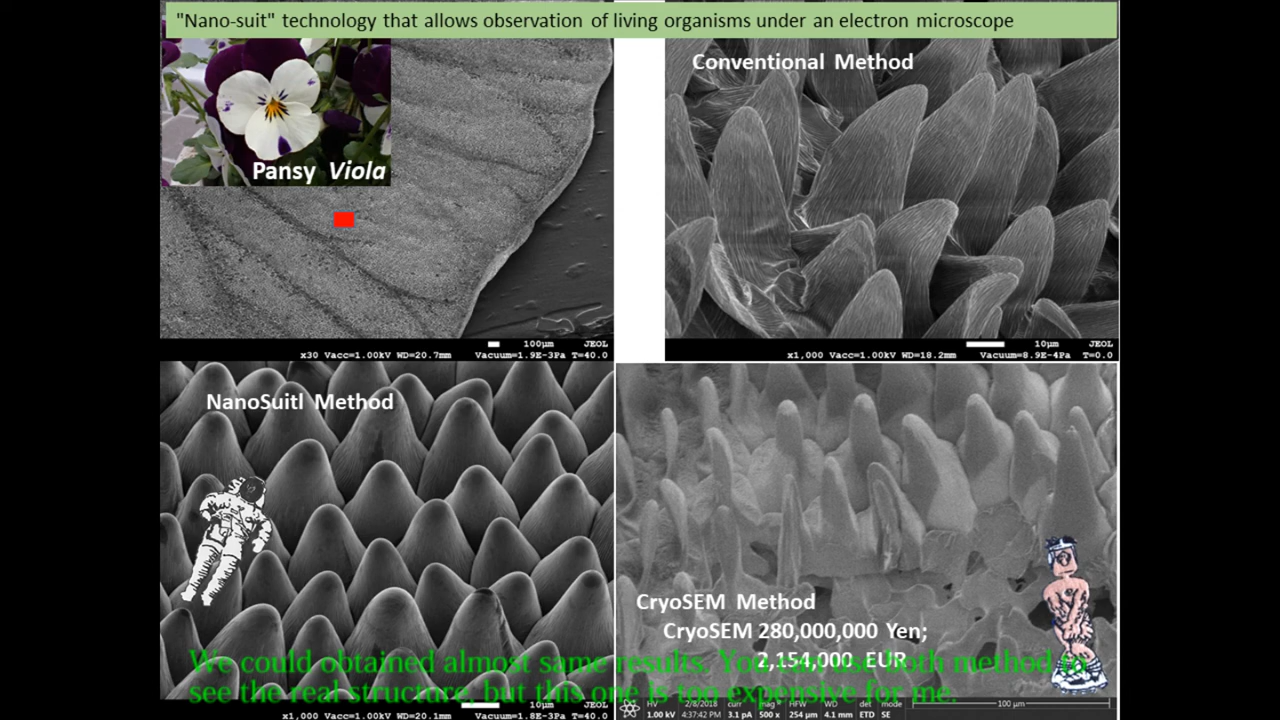 "Nano-suit" technology that allows observation of living organisms under an electron microscope
Pansy Viola
100µm JEOL
x30 Vacc=1.00kV WD=20.7mm Vacuum=1.9E-3Pa T=40.0
Conventional Method
10µm JEOL
x1,000 Vacc=1.00kV WD=18.2mm Vacuum=8.9E-4Pa T=0.0
NanoSuitl Method
10µm JEOL
x1,000 Vacc=1.00kV WD=20.1mm Vacuum=1.8E-3Pa T=40.0
CryoSEM Method
CryoSEM 280,000,000 Yen;
2,154,000 EUR
HV 2/8/2018 curr mag HFW WD det mode 100 µm
1.00 kV 4:37:42 PM 3.1 pA 500 x 254 µm 4.1 mm ETD SE
We could obtained almost same results. You can use both method to
see the real structure, but this one is too expensive for me.